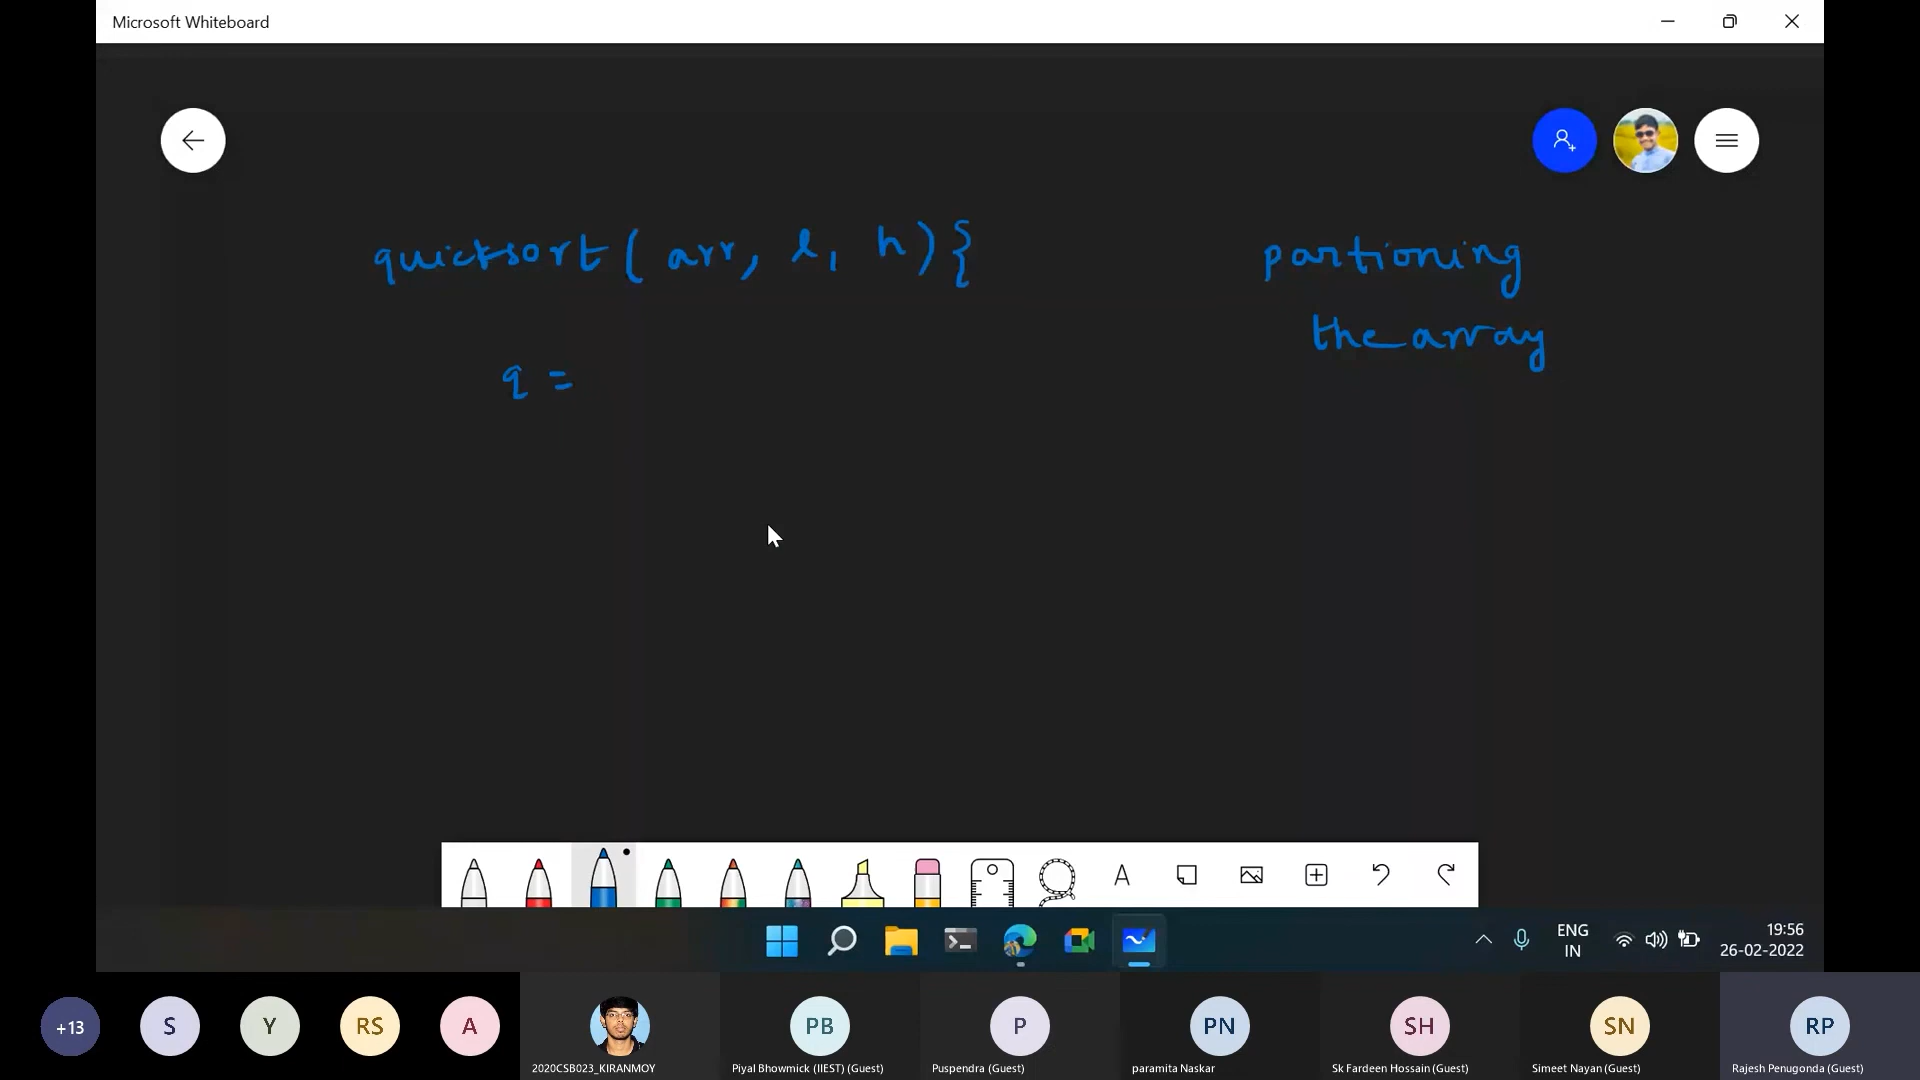 Microsoft Whiteboard
quicksort( arr, l, h) {
partioning
the array
q =
A
ENG
IN
19:56
26-02-2022
+13
S
Y
RS
A
PB
P
PN
SH
SN
RP
2020CSB023_KIRANMOY
Piyal Bhowmick (IIEST) (Guest)
Puspendra (Guest)
paramita Naskar
Sk Fardeen Hossain (Guest)
Simeet Nayan (Guest)
Rajesh Penugonda (Guest)